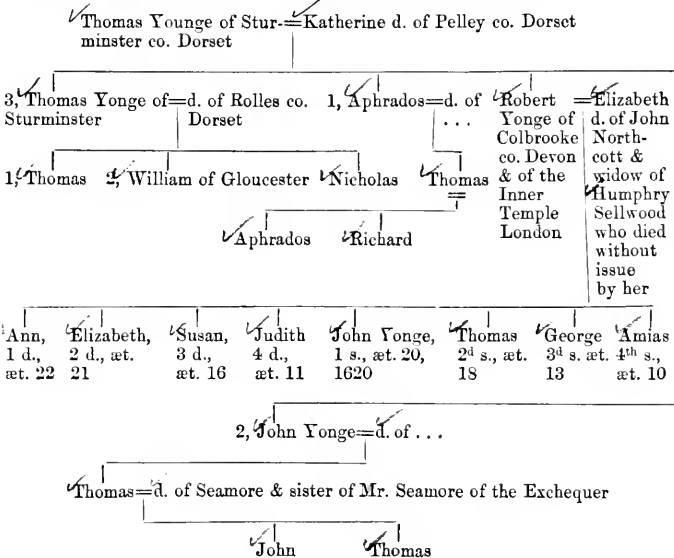 Thomas Younge of Stur-=Katherine d. of Pelley co. Dorset
minster co. Dorset
3, Thomas Yonge of=d. of Rolles co.
Sturminster Dorset
1, Aphrados=d. of
. . .
Robert
Yonge of
Colbrooke
co. Devon
& of the
Inner
Temple
London
=Elizabeth
d. of John
North-
cott &
widow of
Humphry
Sellwood
who died
without
issue
by her
1, Thomas 2, William of Gloucester Nicholas Thomas
=
Aphrados Richard
Ann,
1 d.,
æt. 22
Elizabeth,
2 d., æt.
21
Susan,
3 d.,
æt. 16
Judith
4 d.,
æt. 11
John Yonge,
1 s., æt. 20,
1620
Thomas
2d s., æt.
18
George
3d s. æt.
13
Amias
4th s.,
æt. 10
2, John Yonge=d. of . . .
Thomas=d. of Seamore & sister of Mr. Seamore of the Exchequer
John Thomas